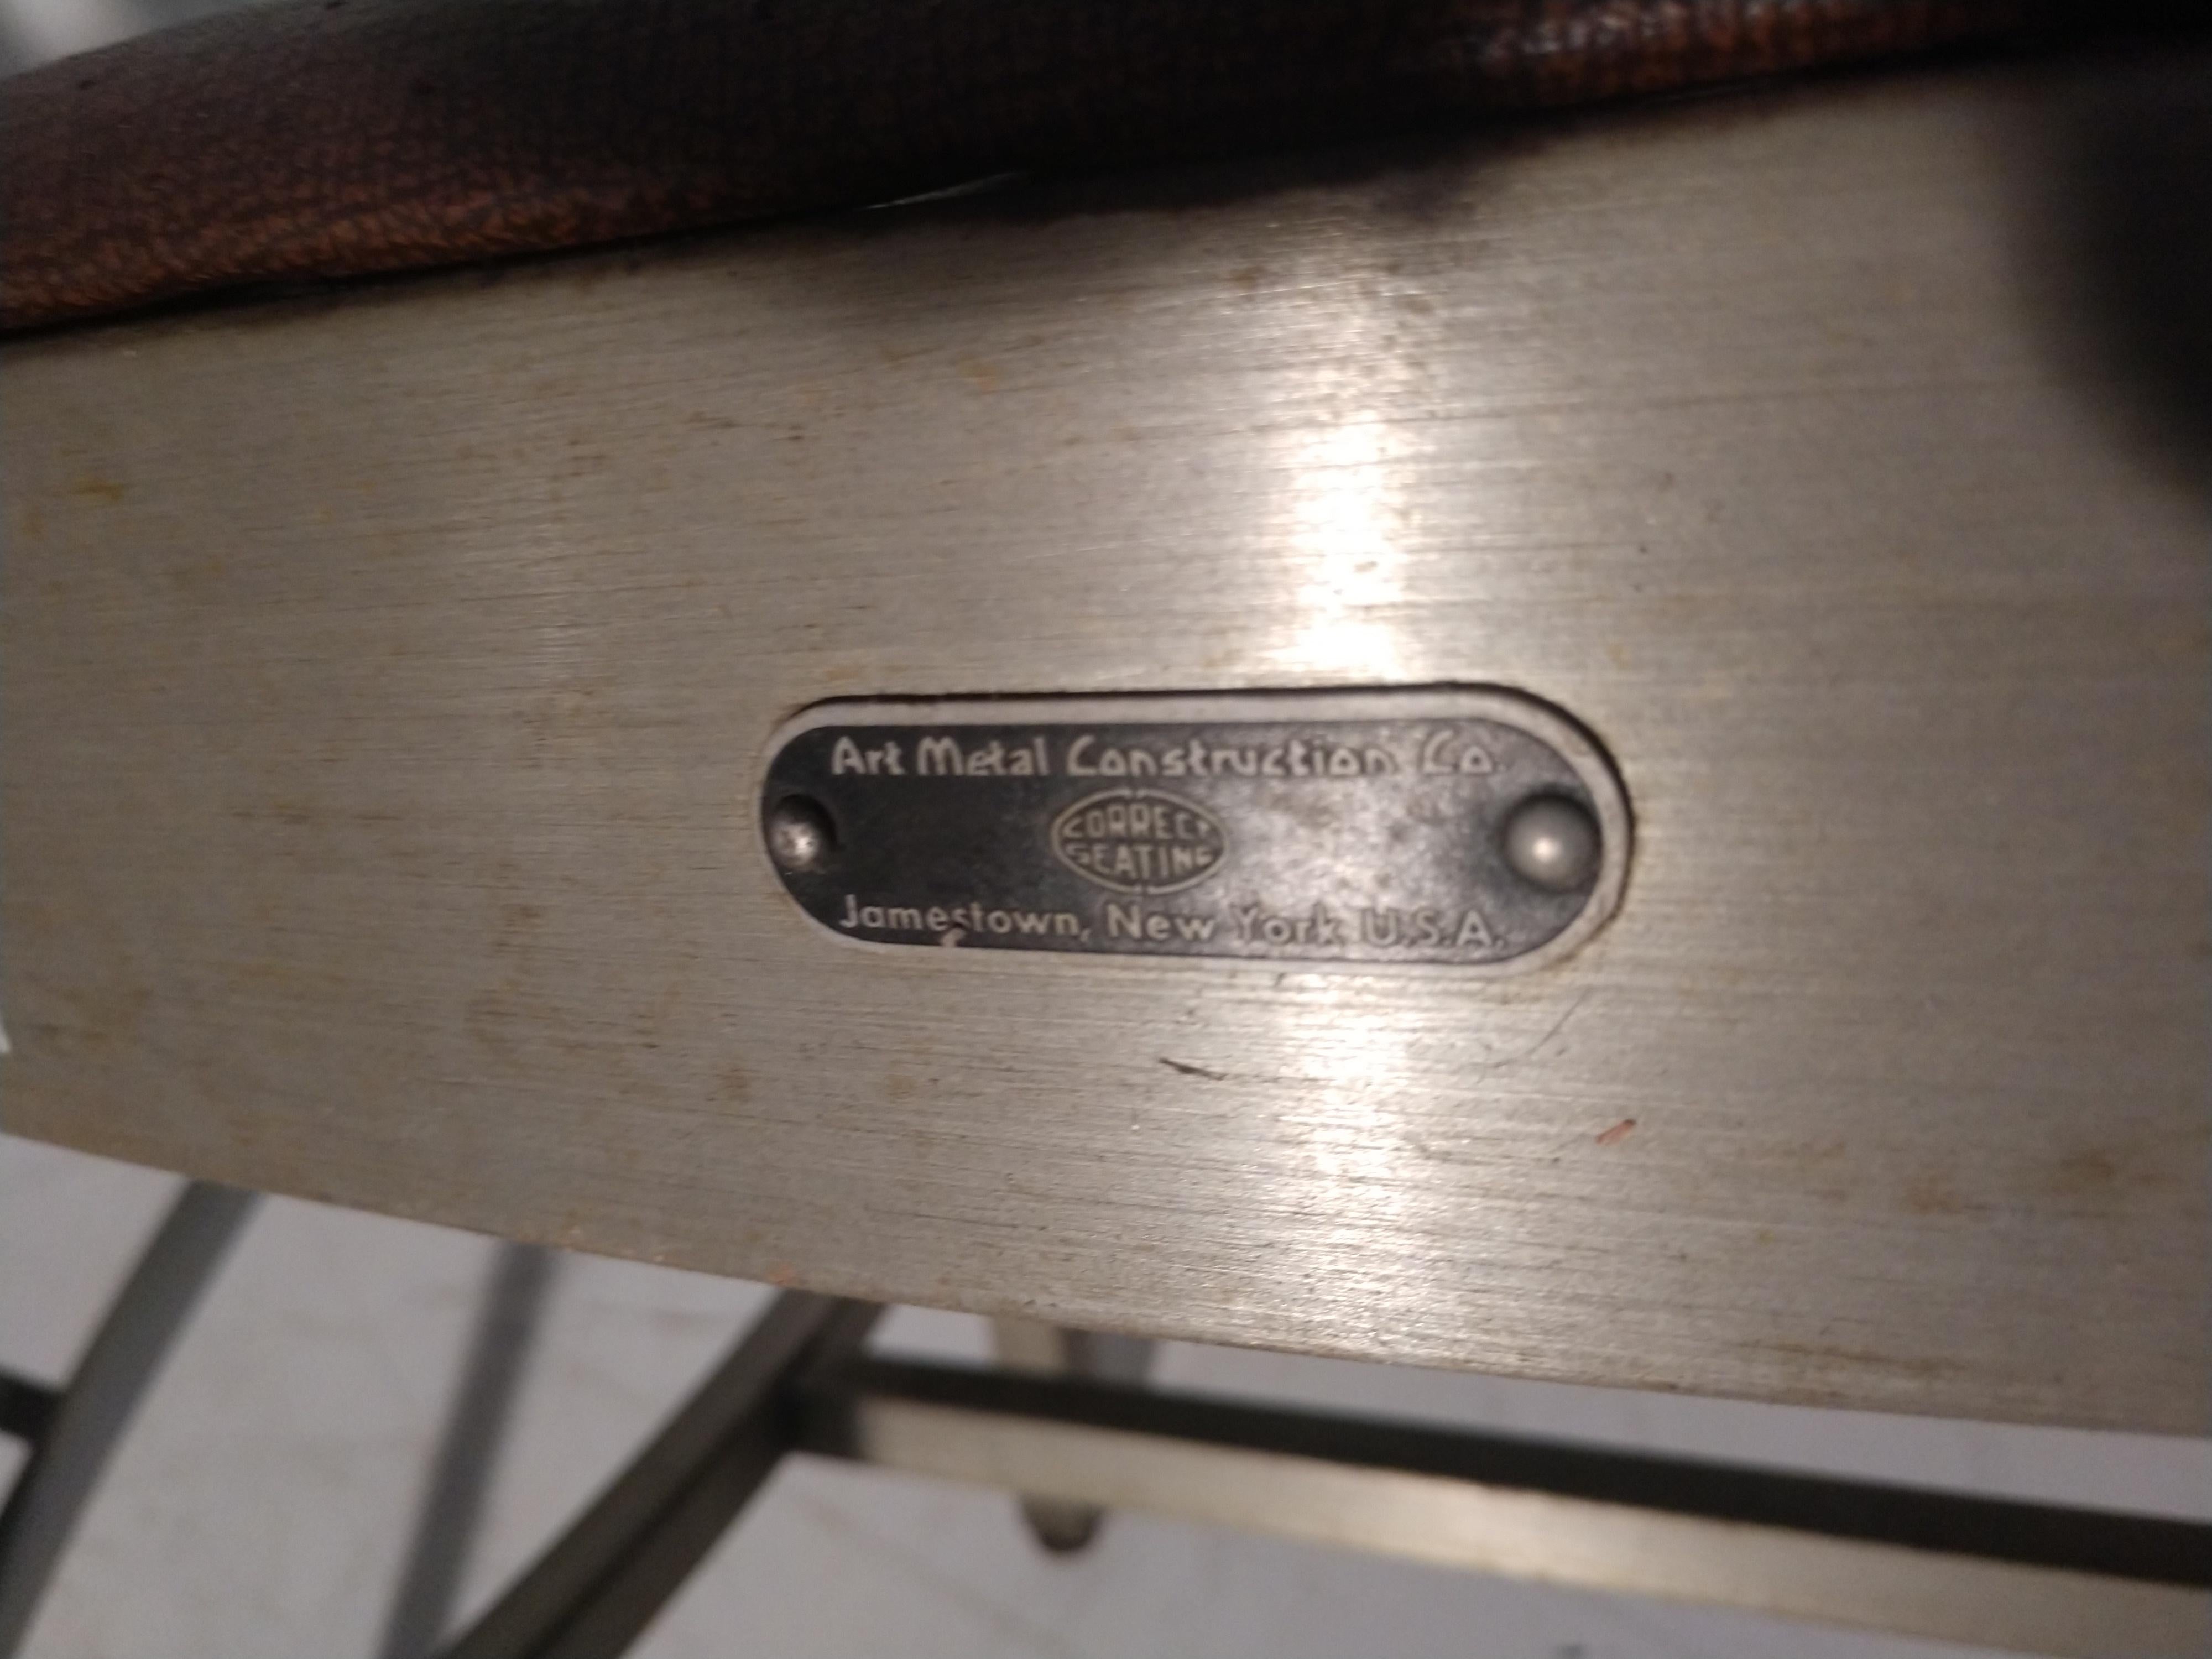 Art Metal Construction Co.
CORRECT
SEATING
Jamestown, New York U.S.A.